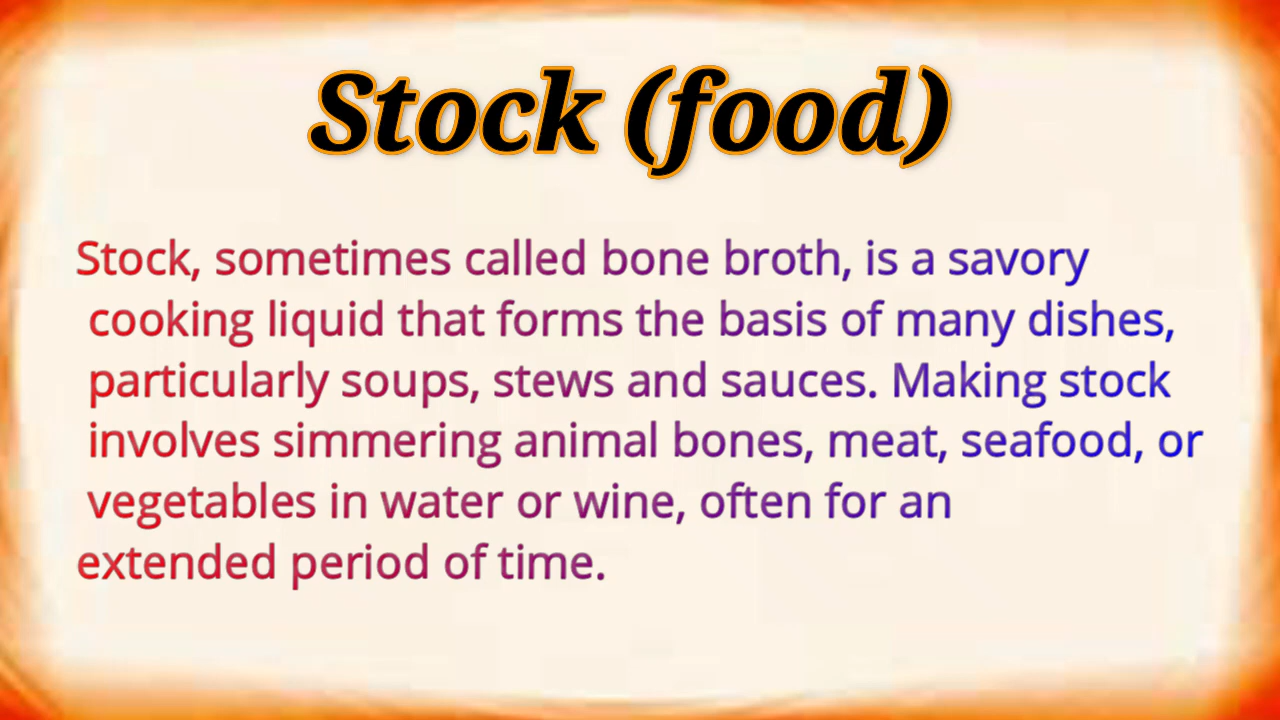 Stock (food)
Stock, sometimes called bone broth, is a savory
cooking liquid that forms the basis of many dishes,
particularly soups, stews and sauces. Making stock
involves simmering animal bones, meat, seafood, or
vegetables in water or wine, often for an
extended period of time.